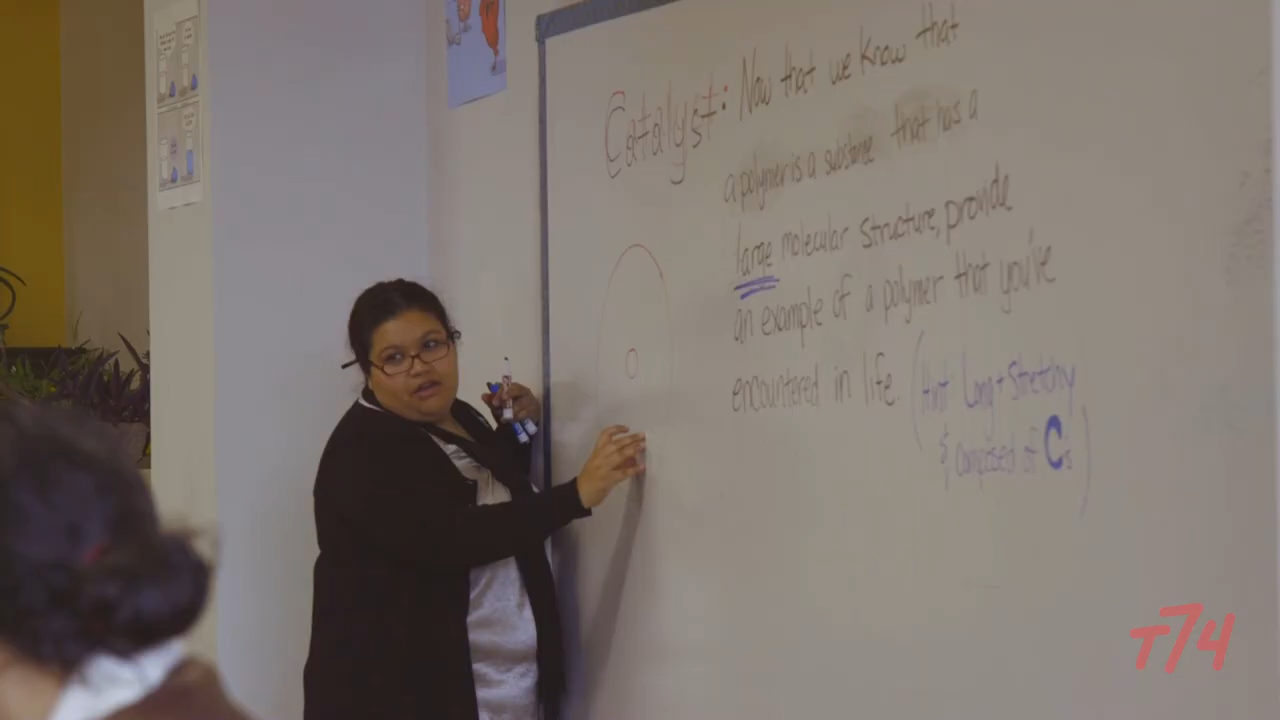 Catalyst: Now that we know that
a polymer is a substance that has a
large molecular structure, provide
an example of a polymer that you've
encountered in life. (Hint Long + Stretchy
& composed of Cs)
T74